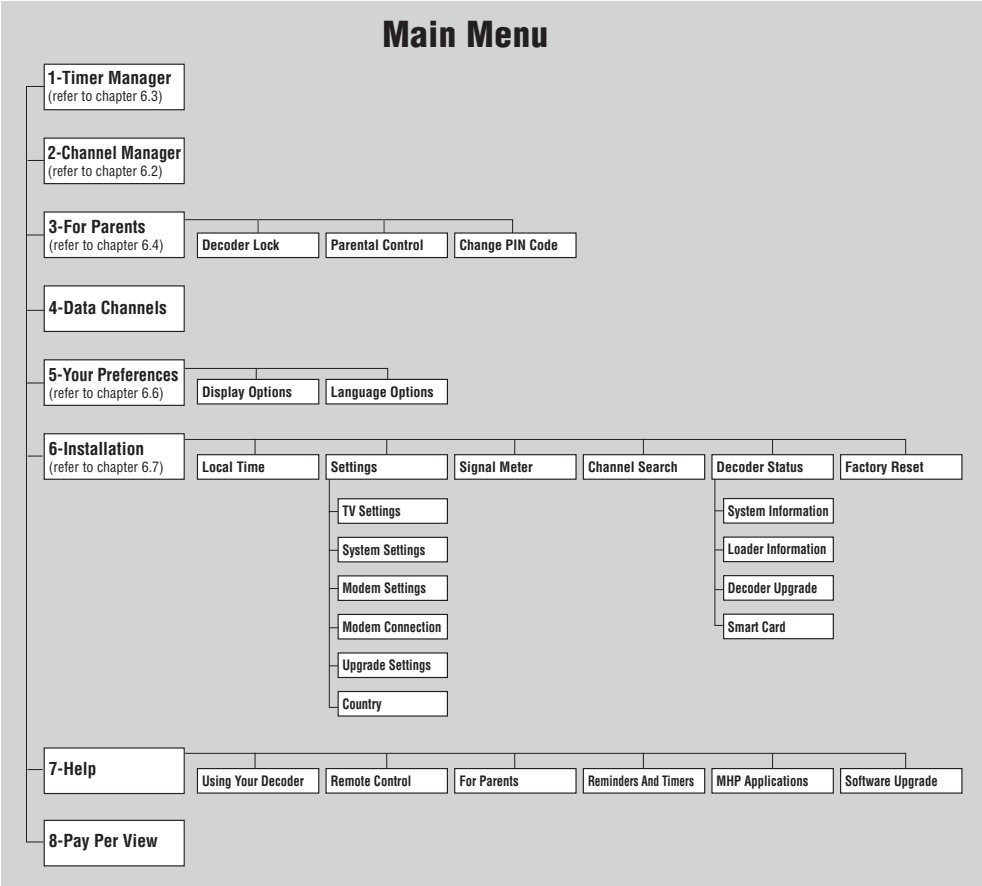 Main Menu
1-Timer Manager
(refer to chapter 6.3)
2-Channel Manager
(refer to chapter 6.2)
3-For Parents
(refer to chapter 6.4)
Decoder Lock
Parental Control
Change PIN Code
4-Data Channels
5-Your Preferences
(refer to chapter 6.6)
Display Options
Language Options
6-Installation
(refer to chapter 6.7)
Local Time
Settings
Signal Meter
Channel Search
Decoder Status
Factory Reset
TV Settings
System Settings
Modem Settings
Modem Connection
Upgrade Settings
Country
System Information
Loader Information
Decoder Upgrade
Smart Card
7-Help
Using Your Decoder
Remote Control
For Parents
Reminders And Timers
MHP Applications
Software Upgrade
8-Pay Per View